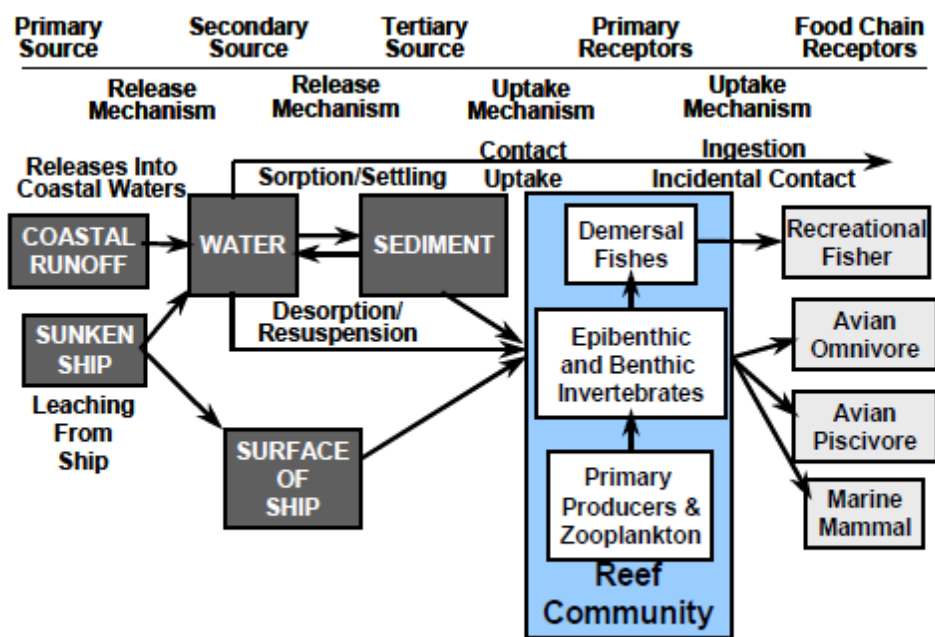 Primary
Source
Secondary
Source
Tertiary
Source
Primary
Receptors
Food Chain
Receptors
Release
Mechanism
Release
Mechanism
Uptake
Mechanism
Uptake
Mechanism
Releases Into
Coastal Waters
Sorption/Settling
Contact
Uptake
Ingestion
Incidental Contact
COASTAL
RUNOFF
WATER
SEDIMENT
Demersal
Fishes
Recreational
Fisher
Desorption/
Resuspension
SUNKEN
SHIP
Leaching
From
Ship
Epibenthic
and Benthic
Invertebrates
Avian
Omnivore
Avian
Piscivore
SURFACE
OF
SHIP
Primary
Producers &
Zooplankton
Marine
Mammal
Reef
Community